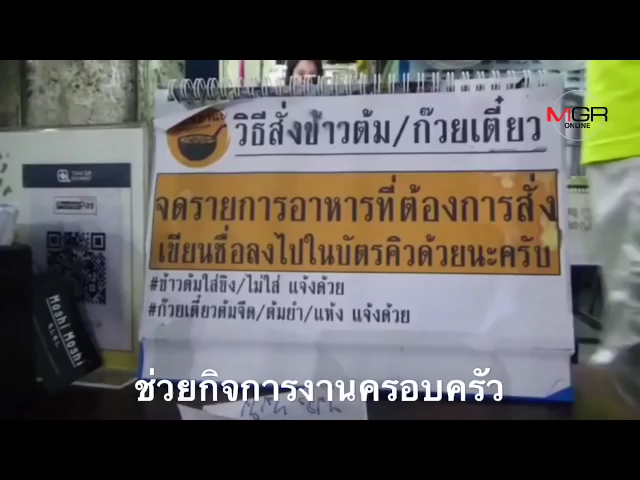 วิธีสั่งข้าวต้ม/ก๊วยเตี๋ยว
MGR
ONLINE
จดรายการอาหารที่ต้องการสั่ง
เขียนชื่อลงไปในบัตรคิวด้วยนะครับ
#ข้าวต้มใส่ขิง/ไม่ใส่ แจ้งด้วย
#ก๊วยเตี๋ยวต้มจืด/ต้มยำ/แห้ง แจ้งด้วย
THAI QR
PAYMENT
Moshi Moshi
ช่วยกิจการงานครอบครัว